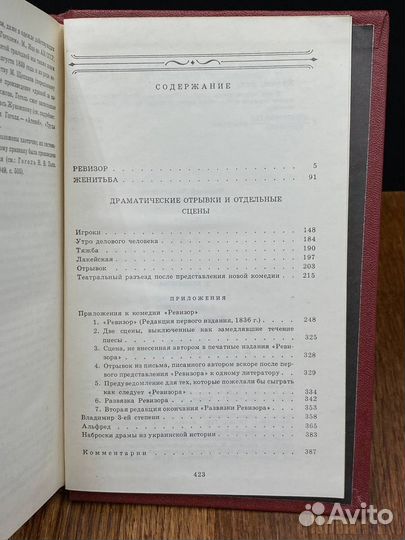 СОДЕРЖАНИЕ
РЕВИЗОР 5
ЖЕНИТЬБА 91
ДРАМАТИЧЕСКИЕ ОТРЫВКИ И ОТДЕЛЬНЫЕ
СЦЕНЫ
Игроки 148
Утро делового человека 184
Тяжба 190
Лакейская 197
Отрывок 203
Театральный разъезд после представления новой комедии 215
ПРИЛОЖЕНИЯ
Приложения к комедии «Ревизор»
1. «Ревизор» (Редакция первого издания, 1836 г.) 248
2. Две сцены, выключенные как замедлявшие течение
пиесы 325
3. Сцена, не внесенная автором в печатные издания «Реви-
зора» 328
4. Отрывок из письма, писанного автором вскоре после пер-
вого представления «Ревизора» к одному литератору 329
5. Предуведомление для тех, которые пожелали бы сыграть
как следует «Ревизора» 334
6. Развязка Ревизора 342
7. Вторая редакция окончания «Развязки Ревизора» 353
Владимир 3-ей степени 358
Альфред 365
Наброски драмы из украинской истории 383
Комментарии 387
423
Avito